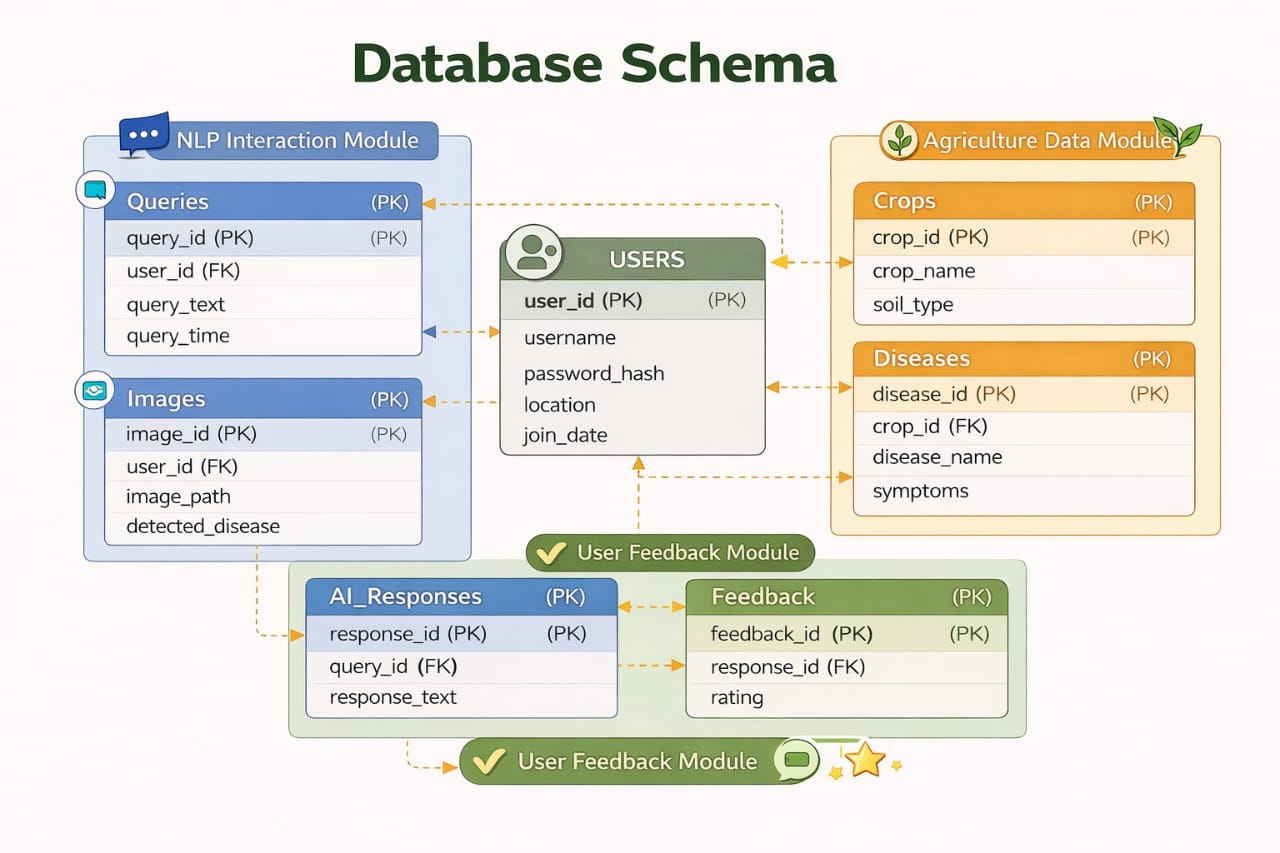 Database Schema
NLP Interaction Module
Queries (PK)
query_id (PK) (PK)
user_id (FK)
query_text
query_time
Images (PK)
image_id (PK) (PK)
user_id (FK)
image_path
detected_disease
USERS
user_id (PK) (PK)
username
password_hash
location
join_date
Agriculture Data Module
Crops (PK)
crop_id (PK) (PK)
crop_name
soil_type
Diseases (PK)
disease_id (PK) (PK)
crop_id (FK)
disease_name
symptoms
User Feedback Module
AI_Responses (PK)
response_id (PK) (PK)
query_id (FK)
response_text
Feedback (PK)
feedback_id (PK) (PK)
response_id (FK)
rating
User Feedback Module